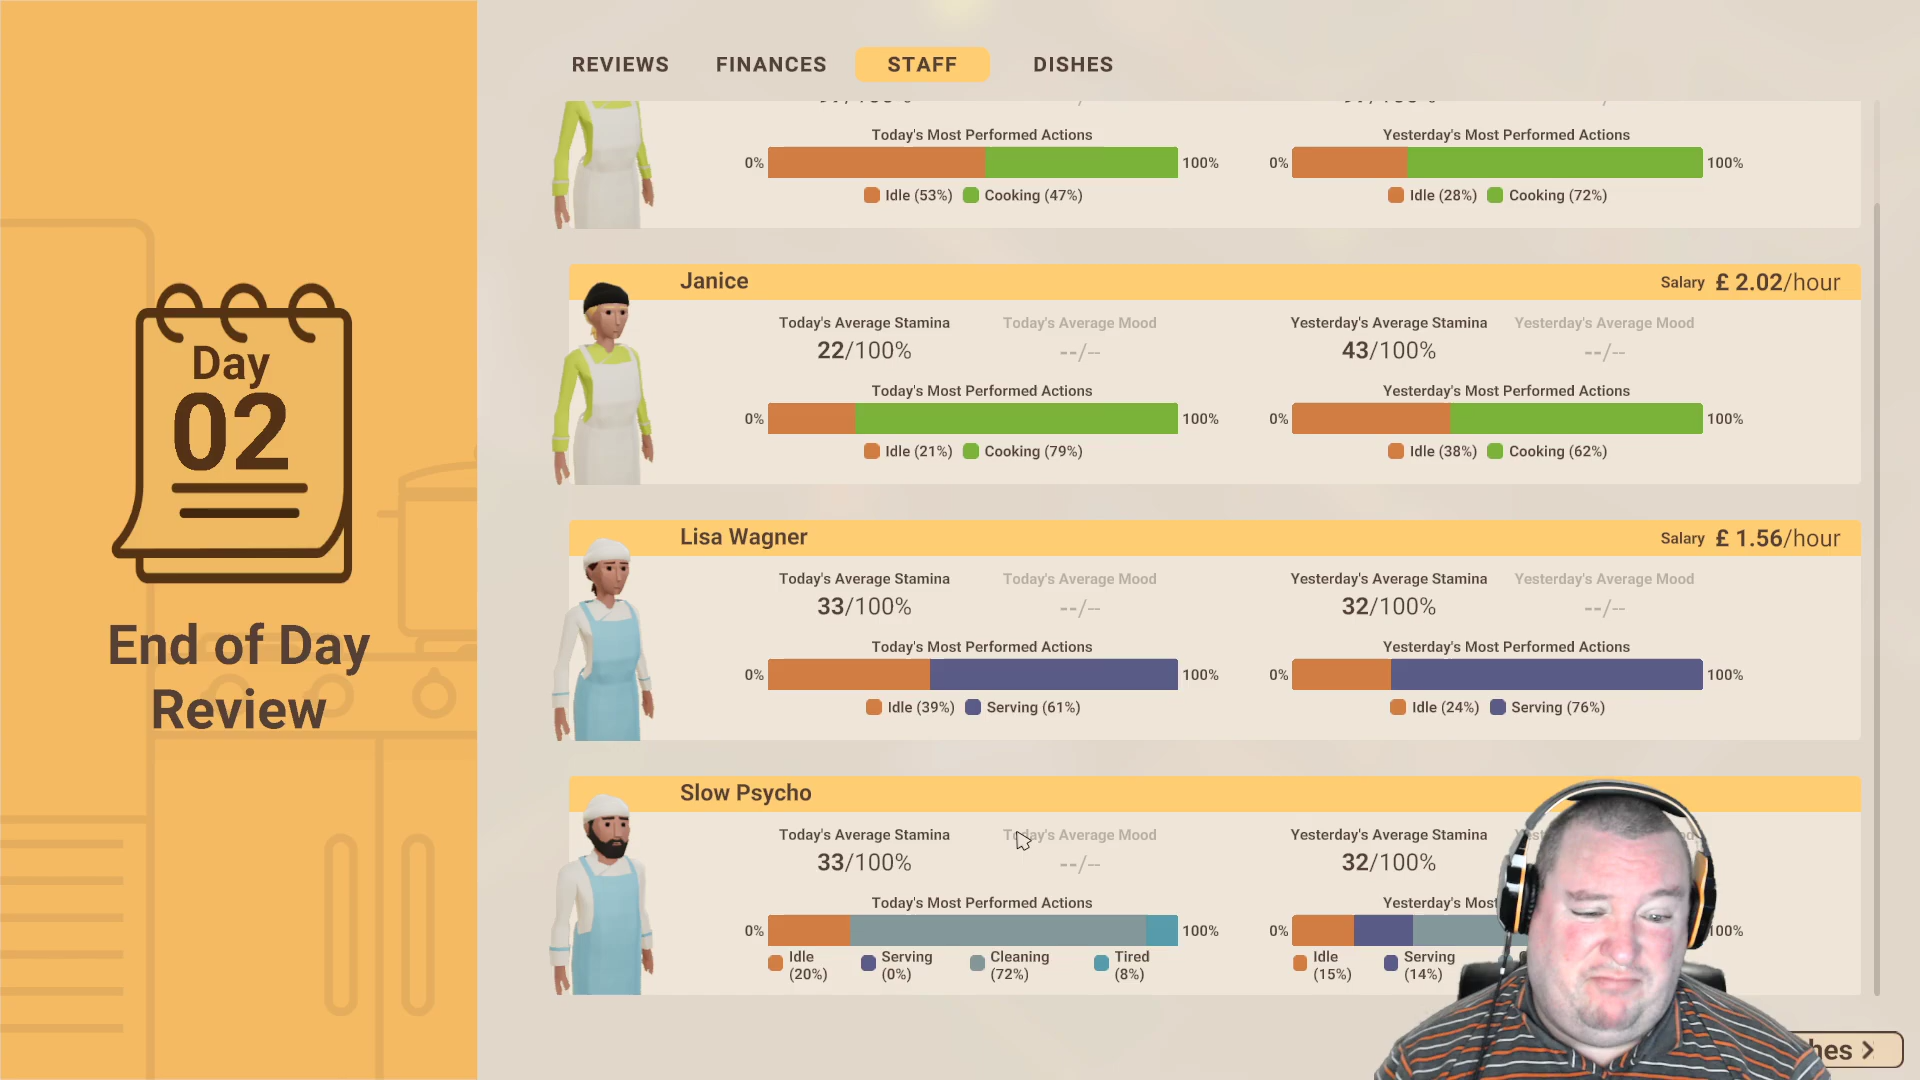 REVIEWS FINANCES STAFF DISHES
Today's Most Performed Actions Yesterday's Most Performed Actions
0% 100% 0% 100%
Idle (53%) Cooking (47%) Idle (28%) Cooking (72%)
Janice Salary £ 2.02/hour
Today's Average Stamina Today's Average Mood Yesterday's Average Stamina Yesterday's Average Mood
22/100% --/-- 43/100% --/--
Today's Most Performed Actions Yesterday's Most Performed Actions
0% 100% 0% 100%
Idle (21%) Cooking (79%) Idle (38%) Cooking (62%)
Day
02
End of Day
Review
Lisa Wagner Salary £ 1.56/hour
Today's Average Stamina Today's Average Mood Yesterday's Average Stamina Yesterday's Average Mood
33/100% --/-- 32/100% --/--
Today's Most Performed Actions Yesterday's Most Performed Actions
0% 100% 0% 100%
Idle (39%) Serving (61%) Idle (24%) Serving (76%)
Slow Psycho
Today's Average Stamina Today's Average Mood Yesterday's Average Stamina
33/100% --/-- 32/100%
Today's Most Performed Actions Yesterday's Most
0% 100% 0% 100%
Idle Serving Cleaning Tired Idle Serving
(20%) (0%) (72%) (8%) (15%) (14%)